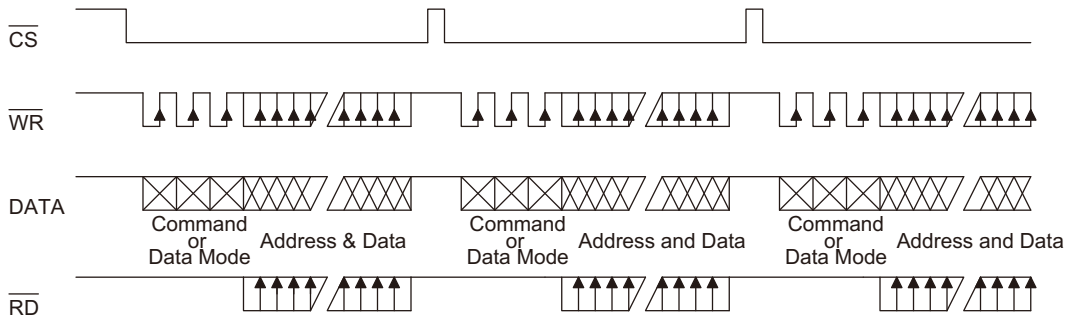 CS
WR
DATA
Command
or
Data Mode
Address & Data
Command
or
Data Mode
Address and Data
Command
or
Data Mode
Address and Data
RD